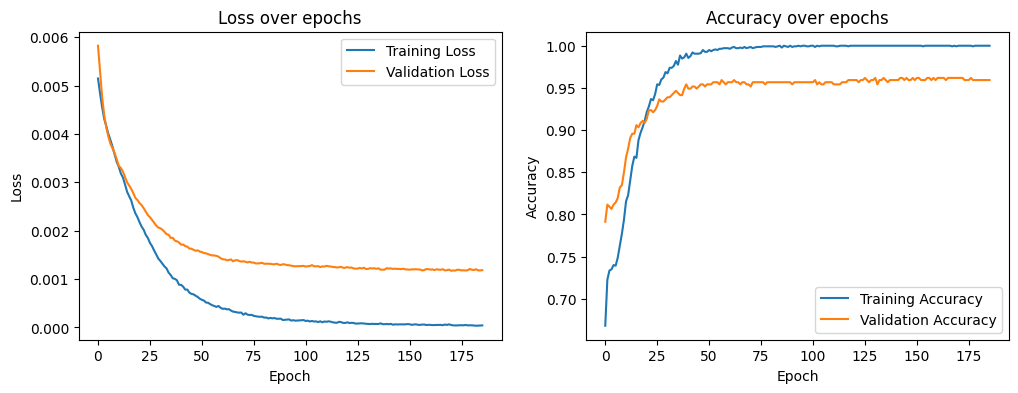 Loss over epochs
0.006
0.005
0.004
0.003
0.002
0.001
0.000
Loss
0 25 50 75 100 125 150 175
Epoch
Training Loss
Validation Loss
Accuracy over epochs
1.00
0.95
0.90
0.85
0.80
0.75
0.70
Accuracy
0 25 50 75 100 125 150 175
Epoch
Training Accuracy
Validation Accuracy